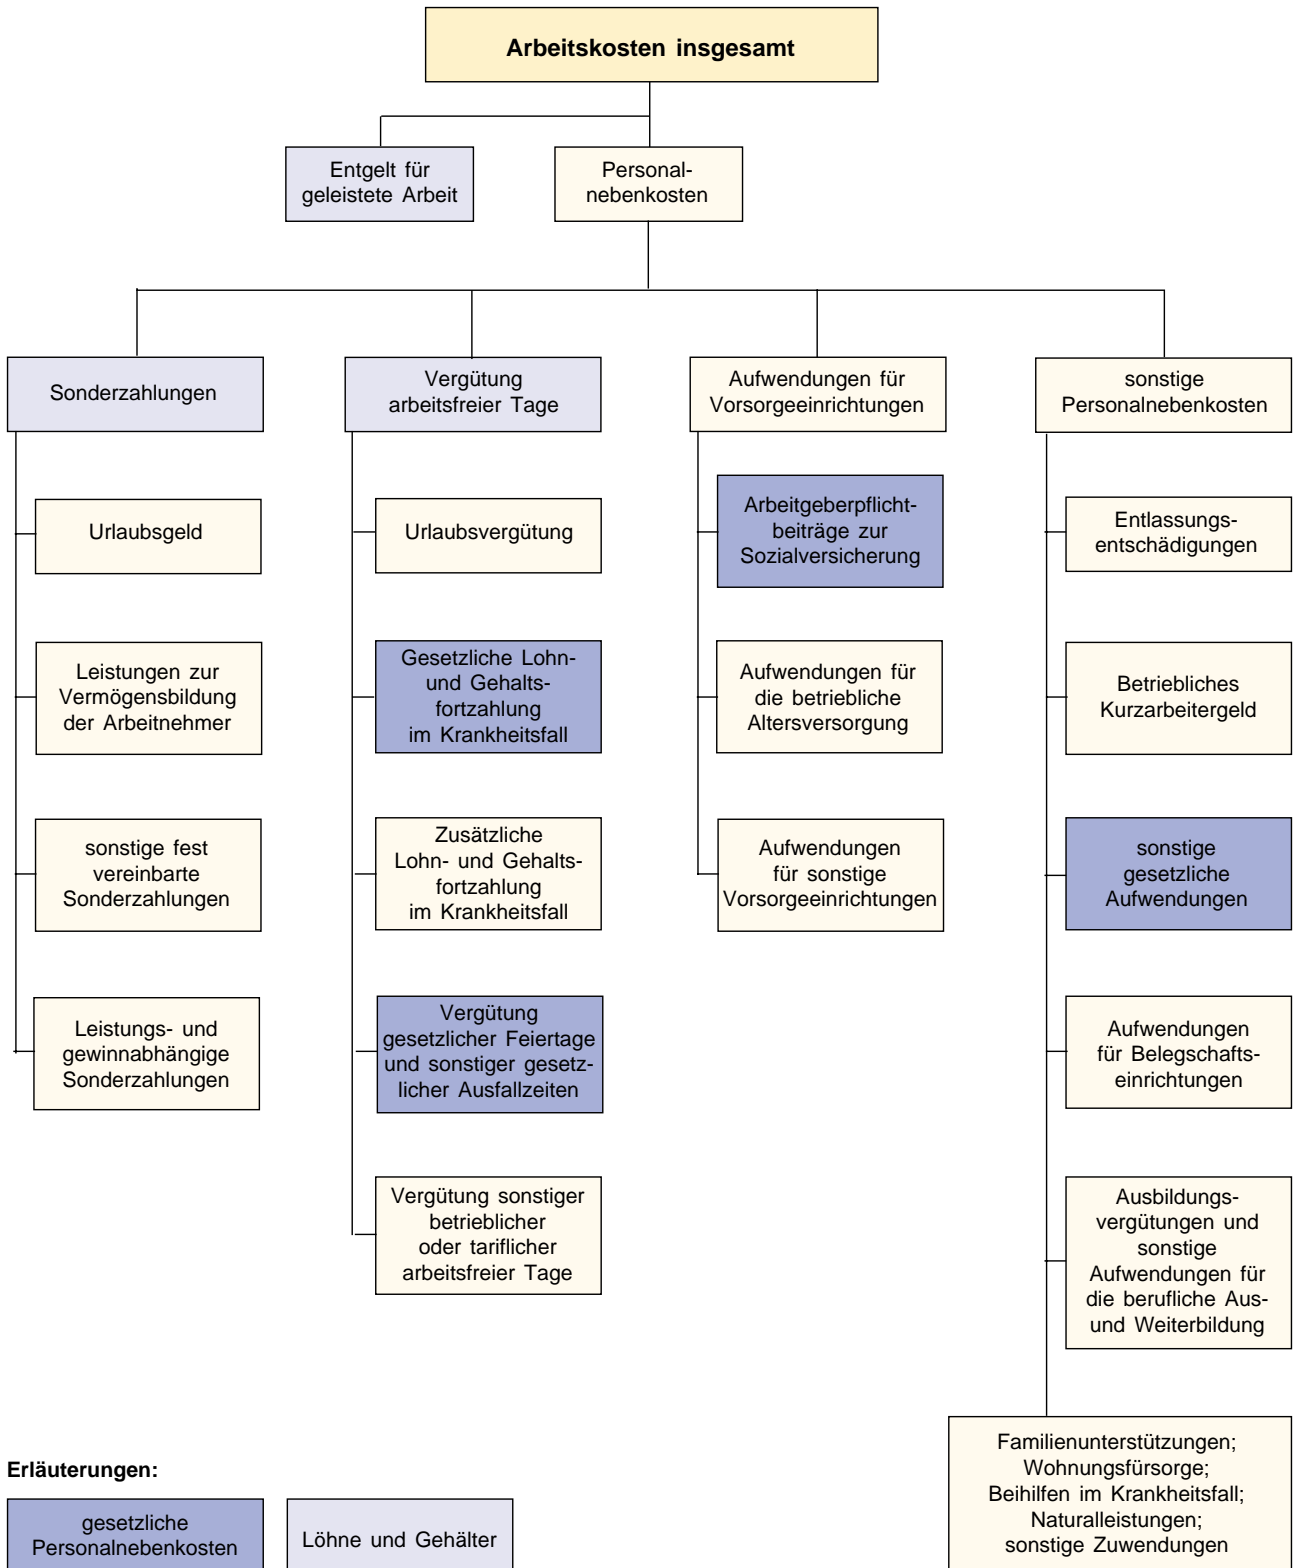 Arbeitskosten insgesamt
Entgelt für
geleistete Arbeit
Personal-
nebenkosten
Sonderzahlungen
Urlaubsgeld
Leistungen zur
Vermögensbildung
der Arbeitnehmer
sonstige fest
vereinbarte
Sonderzahlungen
Leistungs- und
gewinnabhängige
Sonderzahlungen
Vergütung
arbeitsfreier Tage
Urlaubsvergütung
Gesetzliche Lohn-
und Gehalts-
fortzahlung
im Krankheitsfall
Zusätzliche
Lohn- und Gehalts-
fortzahlung
im Krankheitsfall
Vergütung
gesetzlicher Feiertage
und sonstiger gesetz-
licher Ausfallzeiten
Vergütung sonstiger
betrieblicher
oder tariflicher
arbeitsfreier Tage
Aufwendungen für
Vorsorgeeinrichtungen
Arbeitgeberpflicht-
beiträge zur
Sozialversicherung
Aufwendungen für
die betriebliche
Altersversorgung
Aufwendungen
für sonstige
Vorsorgeeinrichtungen
sonstige
Personalnebenkosten
Entlassungs-
entschädigungen
Betriebliches
Kurzarbeitergeld
sonstige
gesetzliche
Aufwendungen
Aufwendungen
für Belegschafts-
einrichtungen
Ausbildungs-
vergütungen und
sonstige
Aufwendungen für
die berufliche Aus-
und Weiterbildung
Familienunterstützungen;
Wohnungsfürsorge;
Beihilfen im Krankheitsfall;
Naturalleistungen;
sonstige Zuwendungen
Erläuterungen:
gesetzliche
Personalnebenkosten
Löhne und Gehälter